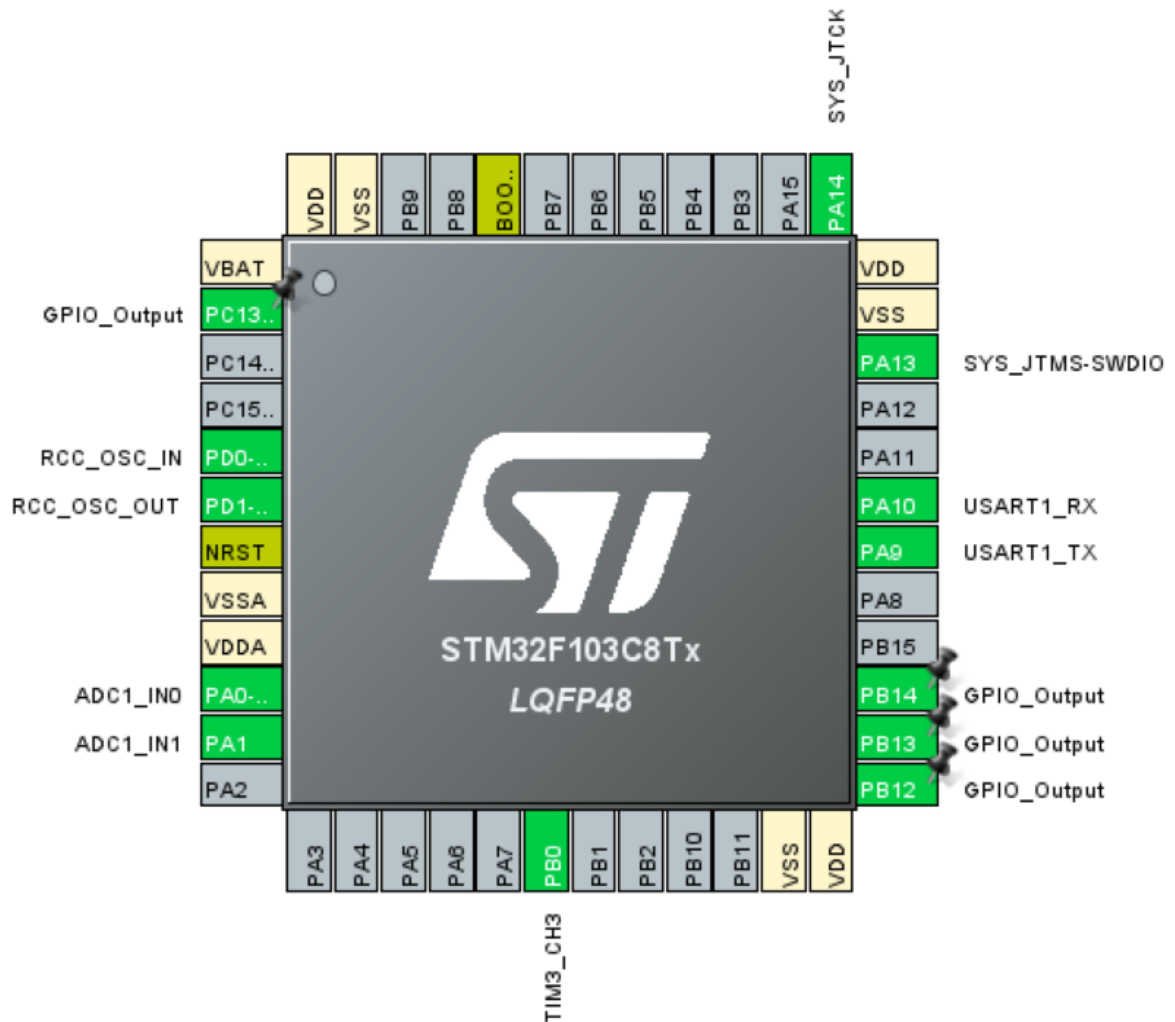 SYS_JTCK
VDD
VSS
PB9
PB8
BOO..
PB7
PB6
PB5
PB4
PB3
PA15
PA14
VBAT
GPIO_Output PC13..
PC14..
PC15..
RCC_OSC_IN PD0-..
RCC_OSC_OUT PD1-..
NRST
VSSA
VDDA
ADC1_IN0 PA0-..
ADC1_IN1 PA1
PA2
ST
STM32F103C8Tx
LQFP48
VDD
VSS
PA13 SYS_JTMS-SWDIO
PA12
PA11
PA10 USART1_RX
PA9 USART1_TX
PA8
PB15
PB14 GPIO_Output
PB13 GPIO_Output
PB12 GPIO_Output
PA3
PA4
PA5
PA6
PA7
PB0
PB1
PB2
PB10
PB11
VSS
VDD
TIM3_CH3